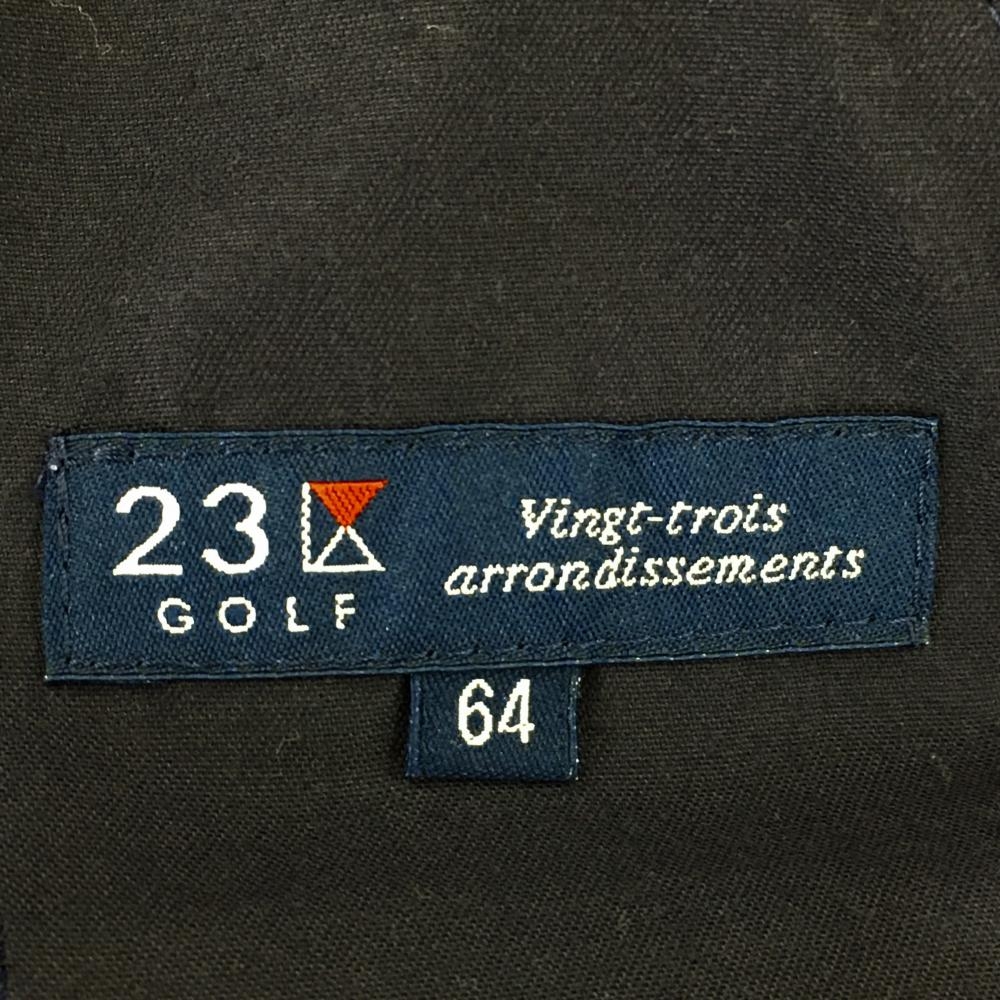 23
GOLF
Vingt-trois
arrondissements
64